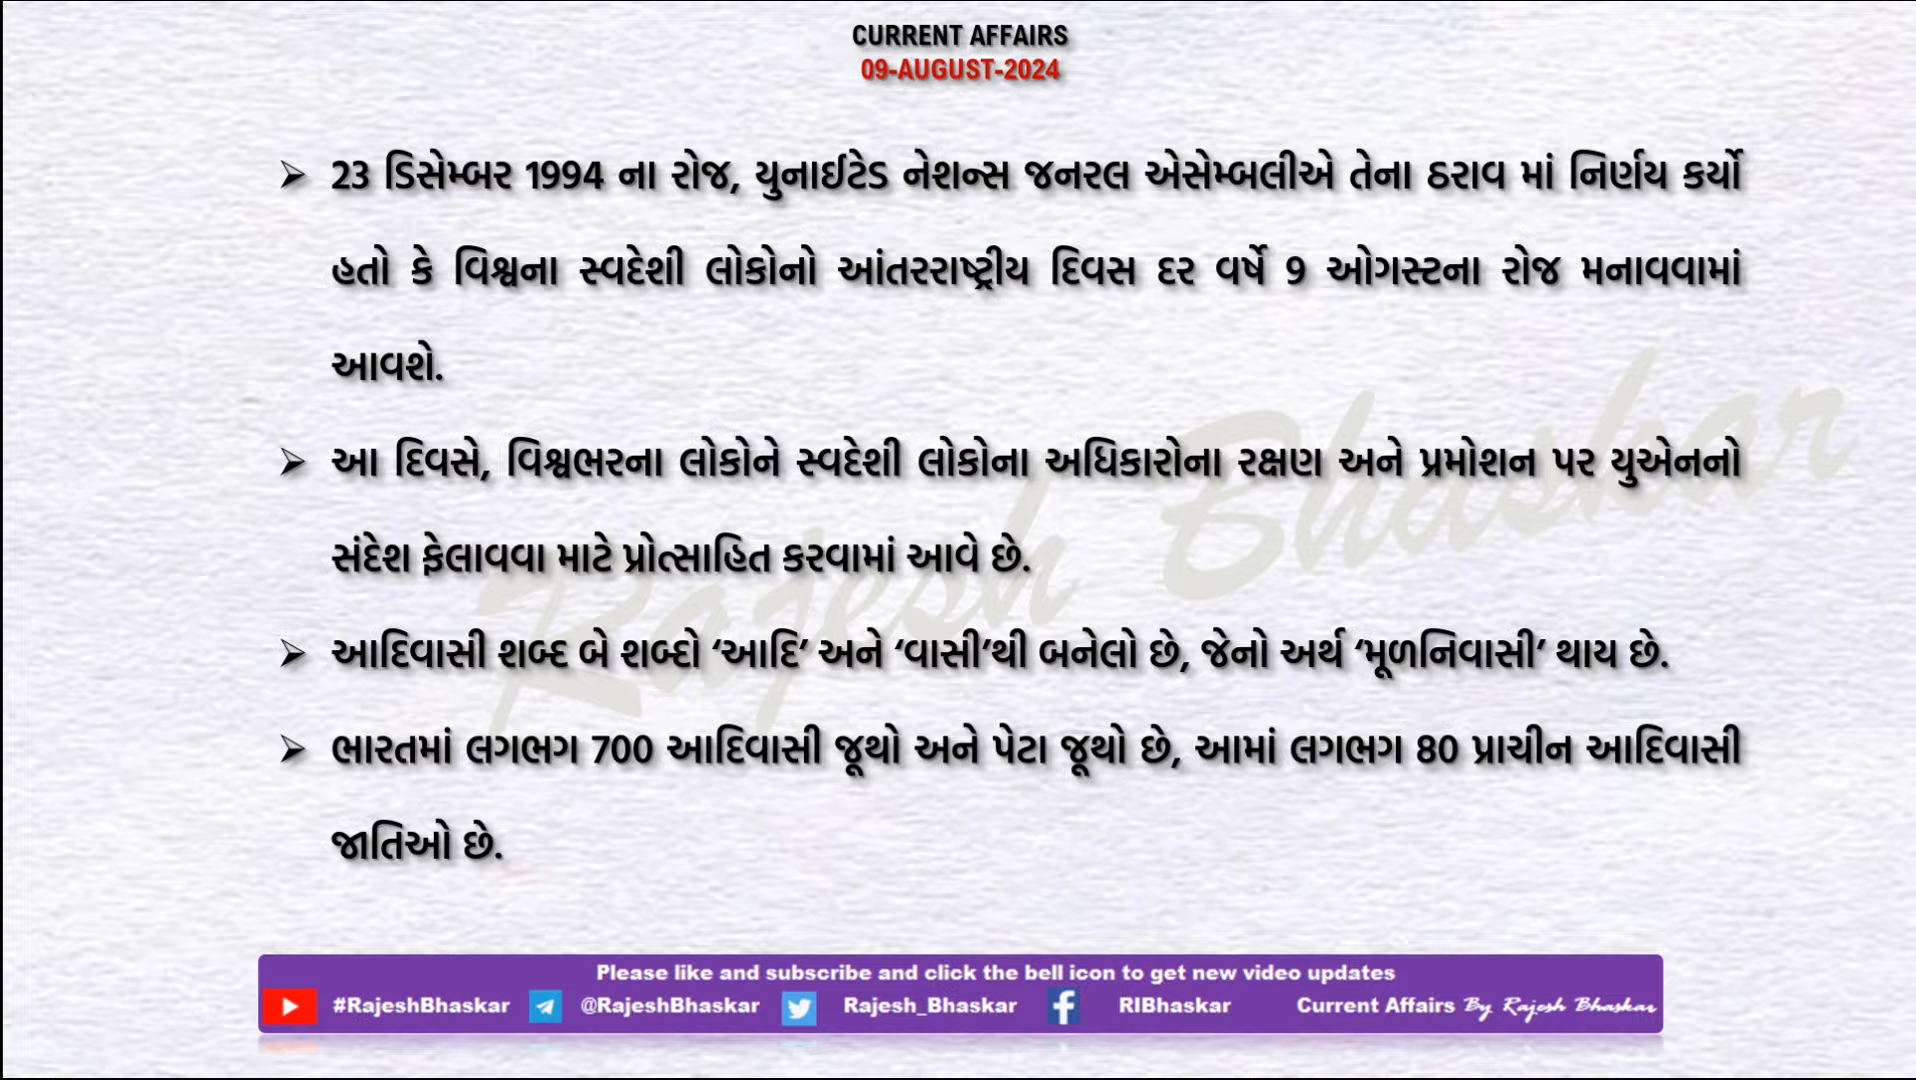 CURRENT AFFAIRS
09-AUGUST-2024
➢ 23 ડિસેમ્બર 1994 ના રોજ, યુનાઈટેડ નેશન્સ જનરલ એસેમ્બલીએ તેના ઠરાવ માં નિર્ણય કર્યો
હતો કે વિશ્વના સ્વદેશી લોકોનો આંતરરાષ્ટ્રીય દિવસ દર વર્ષે 9 ઓગસ્ટના રોજ મનાવવામાં
આવશે.
➢ આ દિવસે, વિશ્વભરના લોકોને સ્વદેશી લોકોના અધિકારોના રક્ષણ અને પ્રમોશન પર યુએનનો
સંદેશ ફેલાવવા માટે પ્રોત્સાહિત કરવામાં આવે છે.
➢ આદિવાસી શબ્દ બે શબ્દો ‘આદિ’ અને ‘વાસી’થી બનેલો છે, જેનો અર્થ ‘મૂળનિવાસી’ થાય છે.
➢ ભારતમાં લગભગ 700 આદિવાસી જૂથો અને પેટા જૂથો છે, આમાં લગભગ 80 પ્રાચીન આદિવાસી
જાતિઓ છે.
Rajesh Bhaskar
Please like and subscribe and click the bell icon to get new video updates
#RajeshBhaskar @RajeshBhaskar Rajesh_Bhaskar RIBhaskar Current Affairs By Rajesh Bhaskar